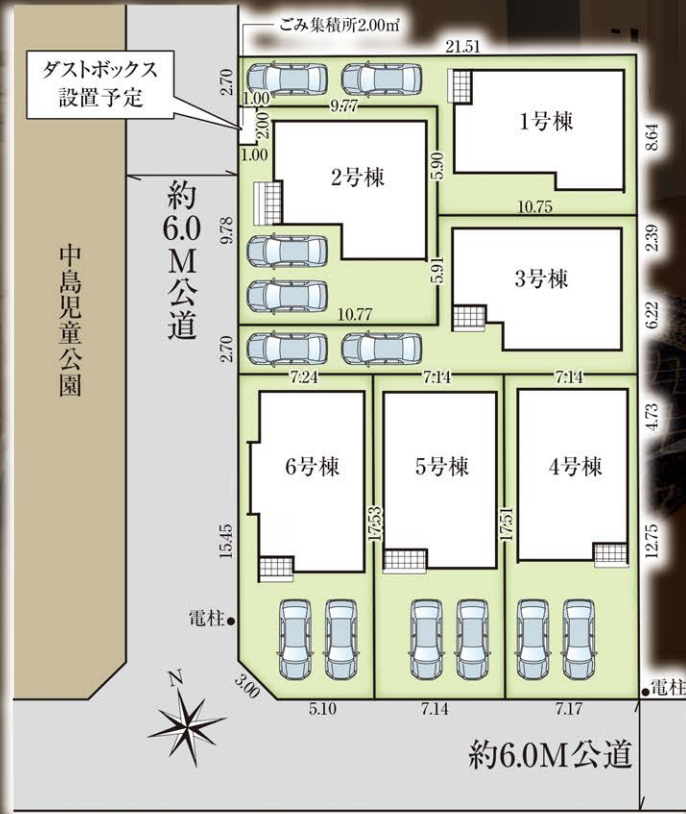 ごみ集積所2.00㎡
21.51
ダストボックス
設置予定
2.70
1.00
9.77
2.00
1.00
1号棟
8.64
2号棟
5.90
10.75
約
6.0
M
公
道
9.78
2.39
3号棟
5.91
6.22
10.77
中島児童公園
2.70
7.24
7.14
7.14
4.73
6号棟
5号棟
4号棟
15.45
17.53
17.51
12.75
電柱
N
3.00
電柱
5.10
7.14
7.17
約6.0M公道